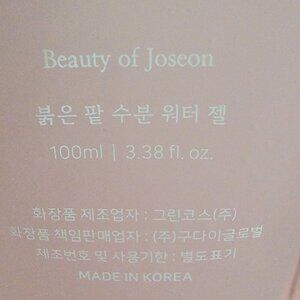 Beauty of Joseon
붉은 팥 수분 워터 젤
100ml | 3.38 fl. oz.
화장품 제조업자 : 그린코스(주)
화장품 책임판매업자 : (주)구다이글로벌
제조번호 및 사용기한 : 별도표기
MADE IN KOREA